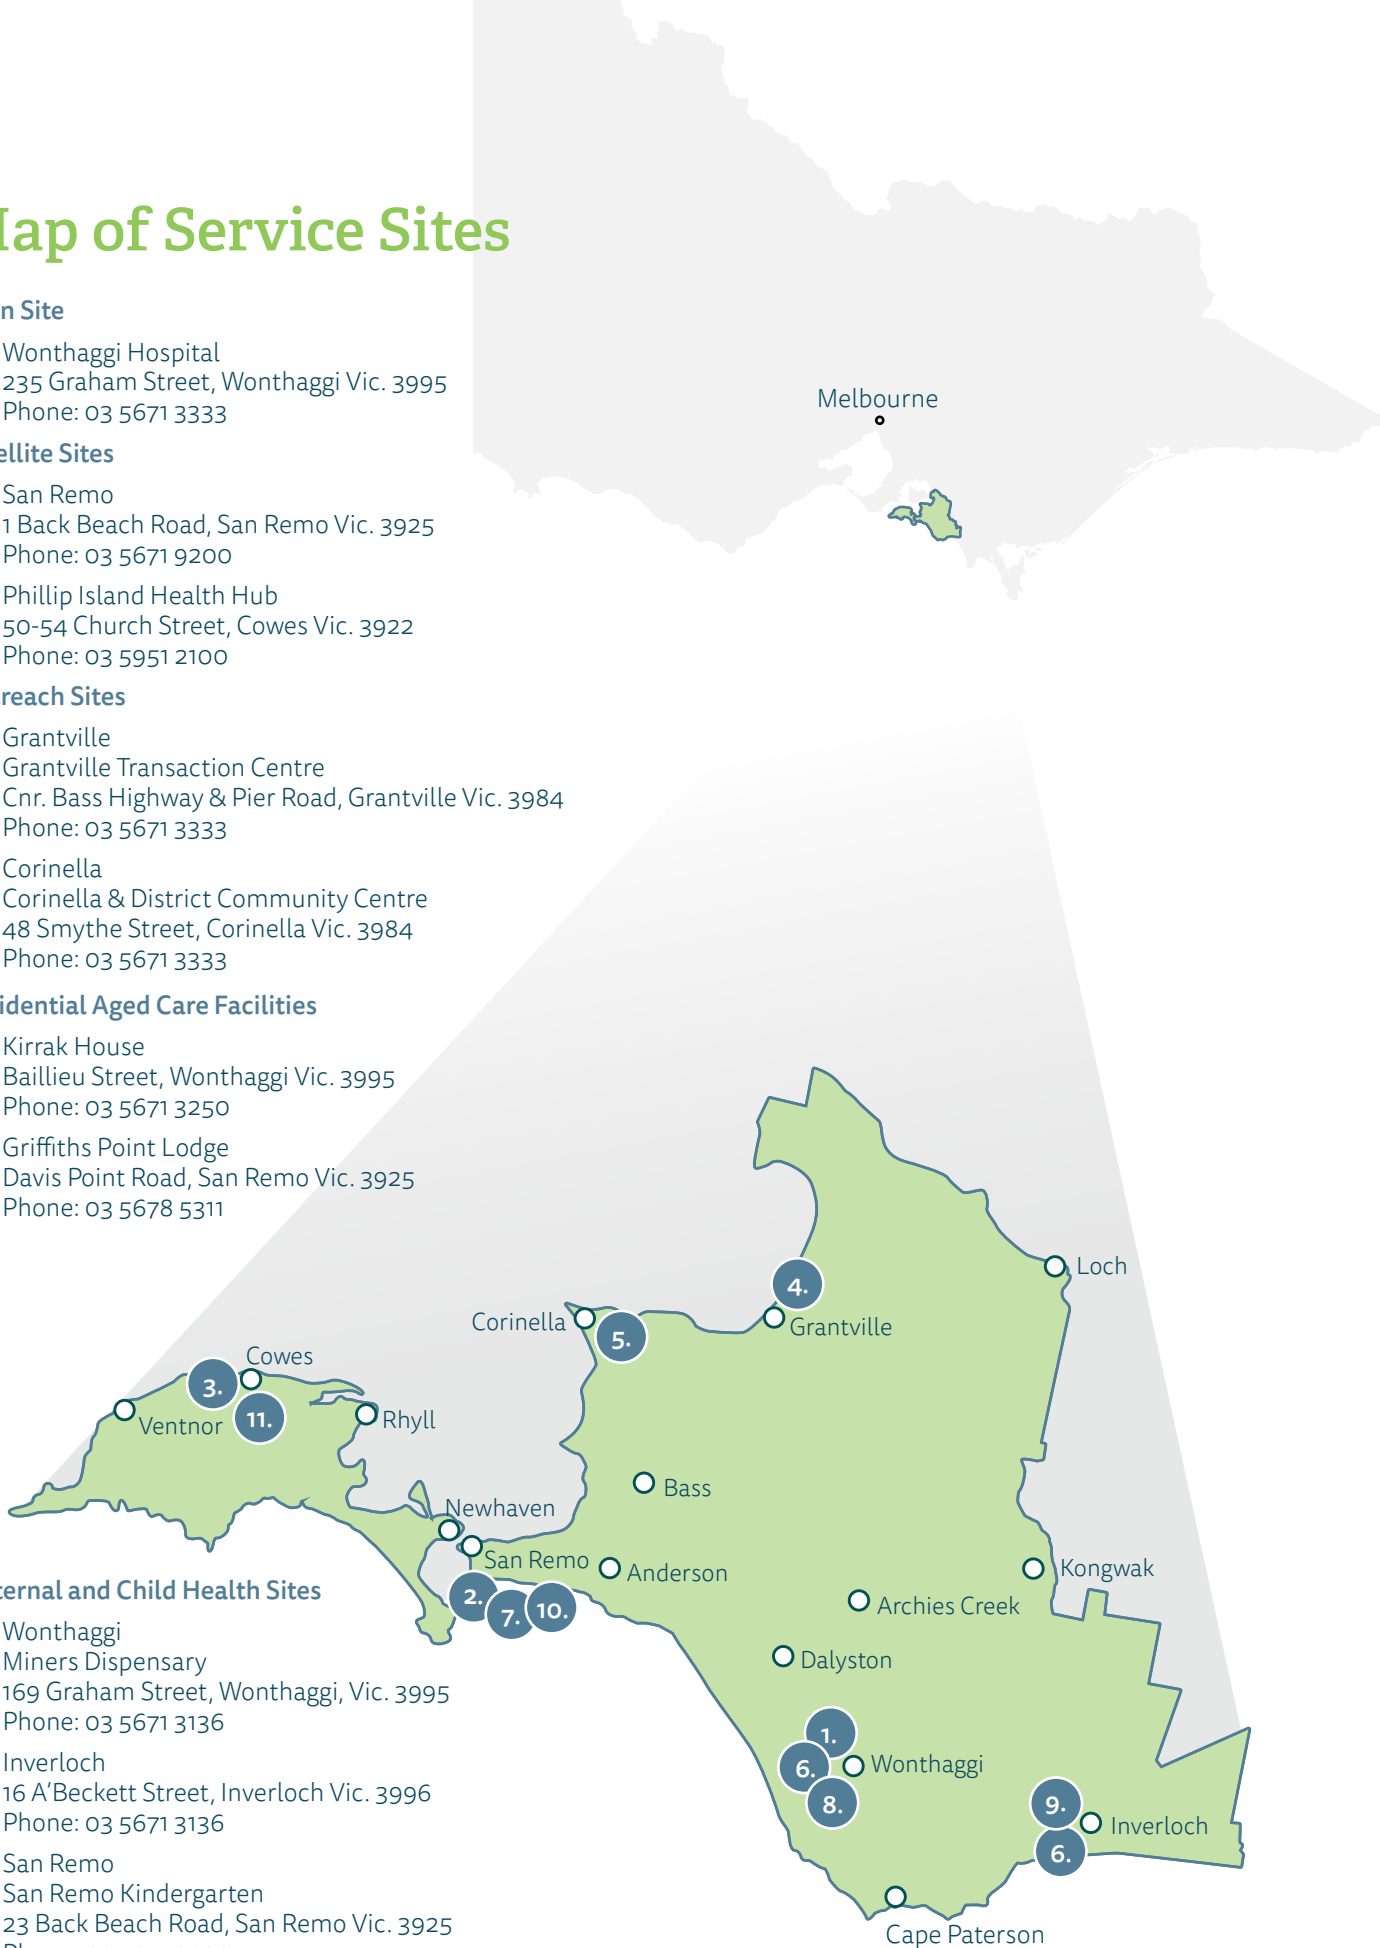 Map of Service Sites
n Site
Wonthaggi Hospital
235 Graham Street, Wonthaggi Vic. 3995
Phone: 03 5671 3333
ellite Sites
San Remo
1 Back Beach Road, San Remo Vic. 3925
Phone: 03 5671 9200
Phillip Island Health Hub
50-54 Church Street, Cowes Vic. 3922
Phone: 03 5951 2100
reach Sites
Grantville
Grantville Transaction Centre
Cnr. Bass Highway & Pier Road, Grantville Vic. 3984
Phone: 03 5671 3333
Corinella
Corinella & District Community Centre
48 Smythe Street, Corinella Vic. 3984
Phone: 03 5671 3333
idential Aged Care Facilities
Kirrak House
Baillieu Street, Wonthaggi Vic. 3995
Phone: 03 5671 3250
Griffiths Point Lodge
Davis Point Road, San Remo Vic. 3925
Phone: 03 5678 5311
ternal and Child Health Sites
Wonthaggi
Miners Dispensary
169 Graham Street, Wonthaggi, Vic. 3995
Phone: 03 5671 3136
Inverloch
16 A'Beckett Street, Inverloch Vic. 3996
Phone: 03 5671 3136
San Remo
San Remo Kindergarten
23 Back Beach Road, San Remo Vic. 3925
Melbourne
Loch
4.
Grantville
Corinella
5.
Cowes
3.
11.
Ventnor
Rhyll
Bass
Newhaven
San Remo
Anderson
Kongwak
2.
7.
10.
Archies Creek
Dalyston
1.
6.
Wonthaggi
8.
9.
Inverloch
6.
Cape Paterson